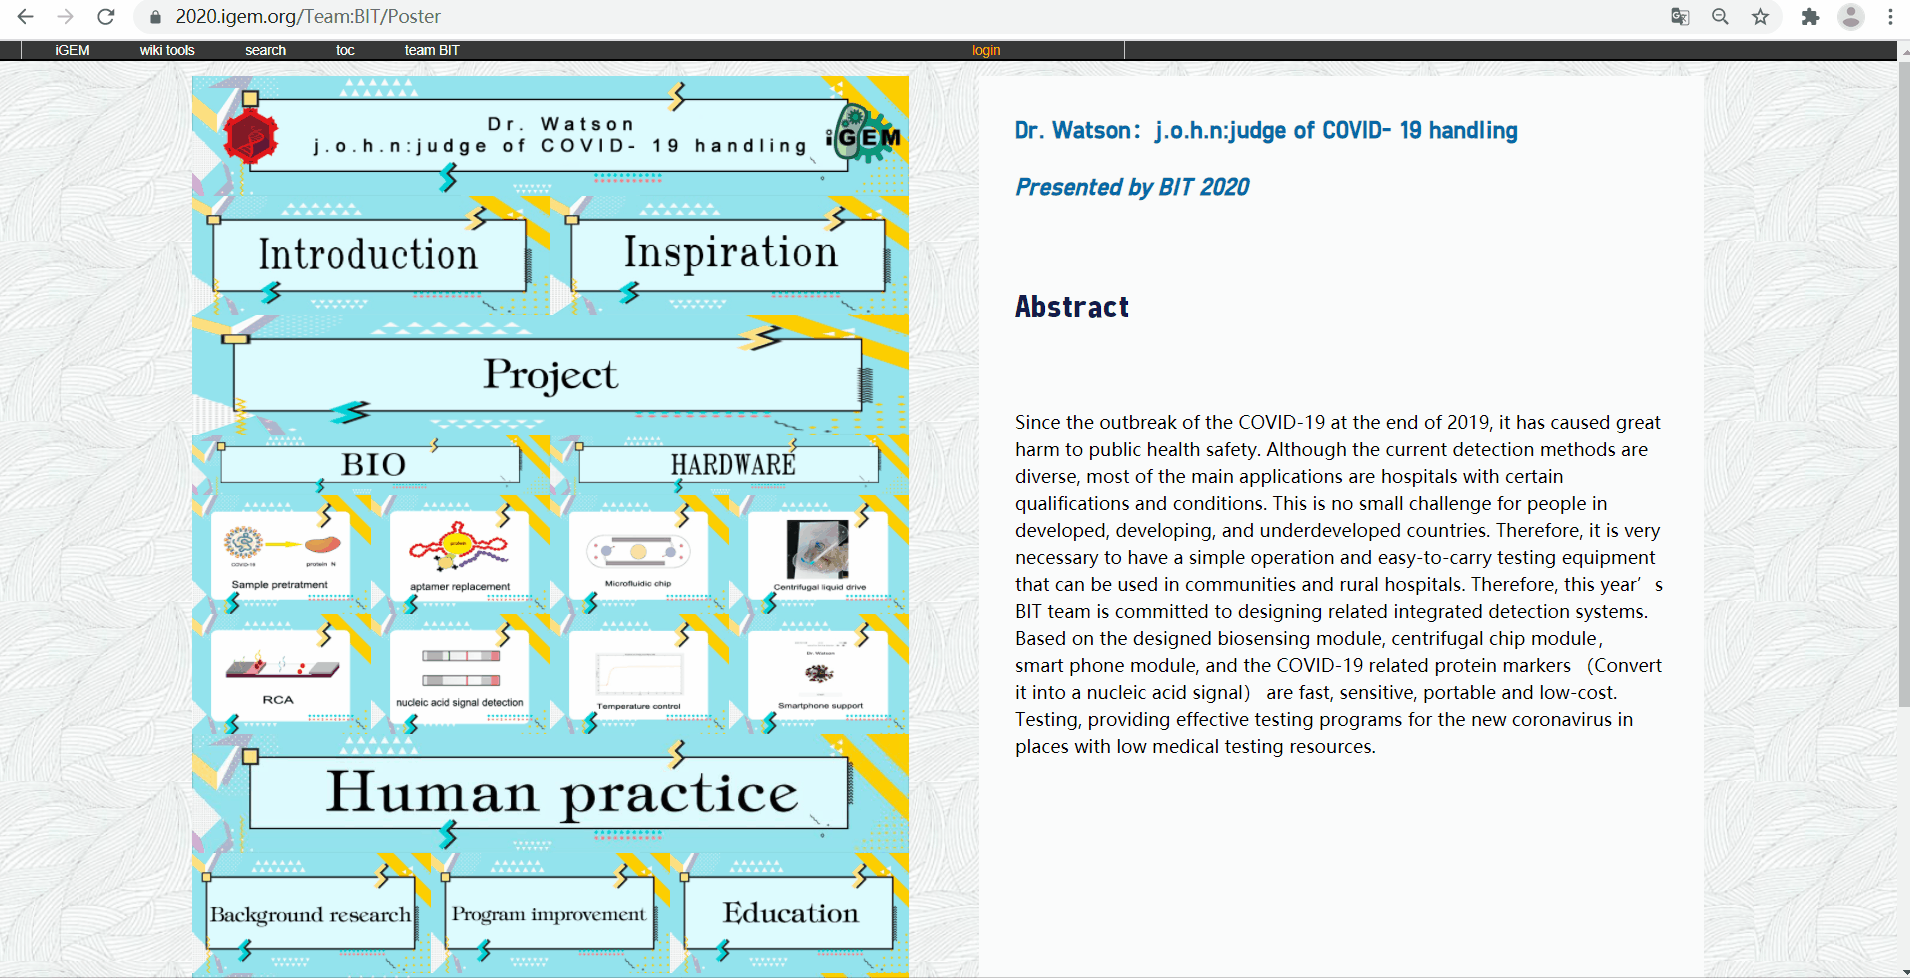 2020.igem.org/Team:BIT/Poster
iGEM wiki tools search toc team BIT login
Dr. Watson
j.o.h.n:judge of COVID- 19 handling
iGEM
Introduction
Inspiration
Project
BIO
HARDWARE
COVID-19
protein N
Sample pretratment
protein
aptamer replacement
Microfluidic chip
Centrifugal liquid drive
RCA
nucleic acid signal detection
Temperature control
Dr. Watson
Smartphone support
Human practice
Background research
Program improvement
Education
Dr. Watson：j.o.h.n:judge of COVID- 19 handling
Presented by BIT 2020
Abstract
Since the outbreak of the COVID-19 at the end of 2019, it has caused great
harm to public health safety. Although the current detection methods are
diverse, most of the main applications are hospitals with certain
qualifications and conditions. This is no small challenge for people in
developed, developing, and underdeveloped countries. Therefore, it is very
necessary to have a simple operation and easy-to-carry testing equipment
that can be used in communities and rural hospitals. Therefore, this year’s
BIT team is committed to designing related integrated detection systems.
Based on the designed biosensing module, centrifugal chip module,
smart phone module, and the COVID-19 related protein markers （Convert
it into a nucleic acid signal） are fast, sensitive, portable and low-cost.
Testing, providing effective testing programs for the new coronavirus in
places with low medical testing resources.